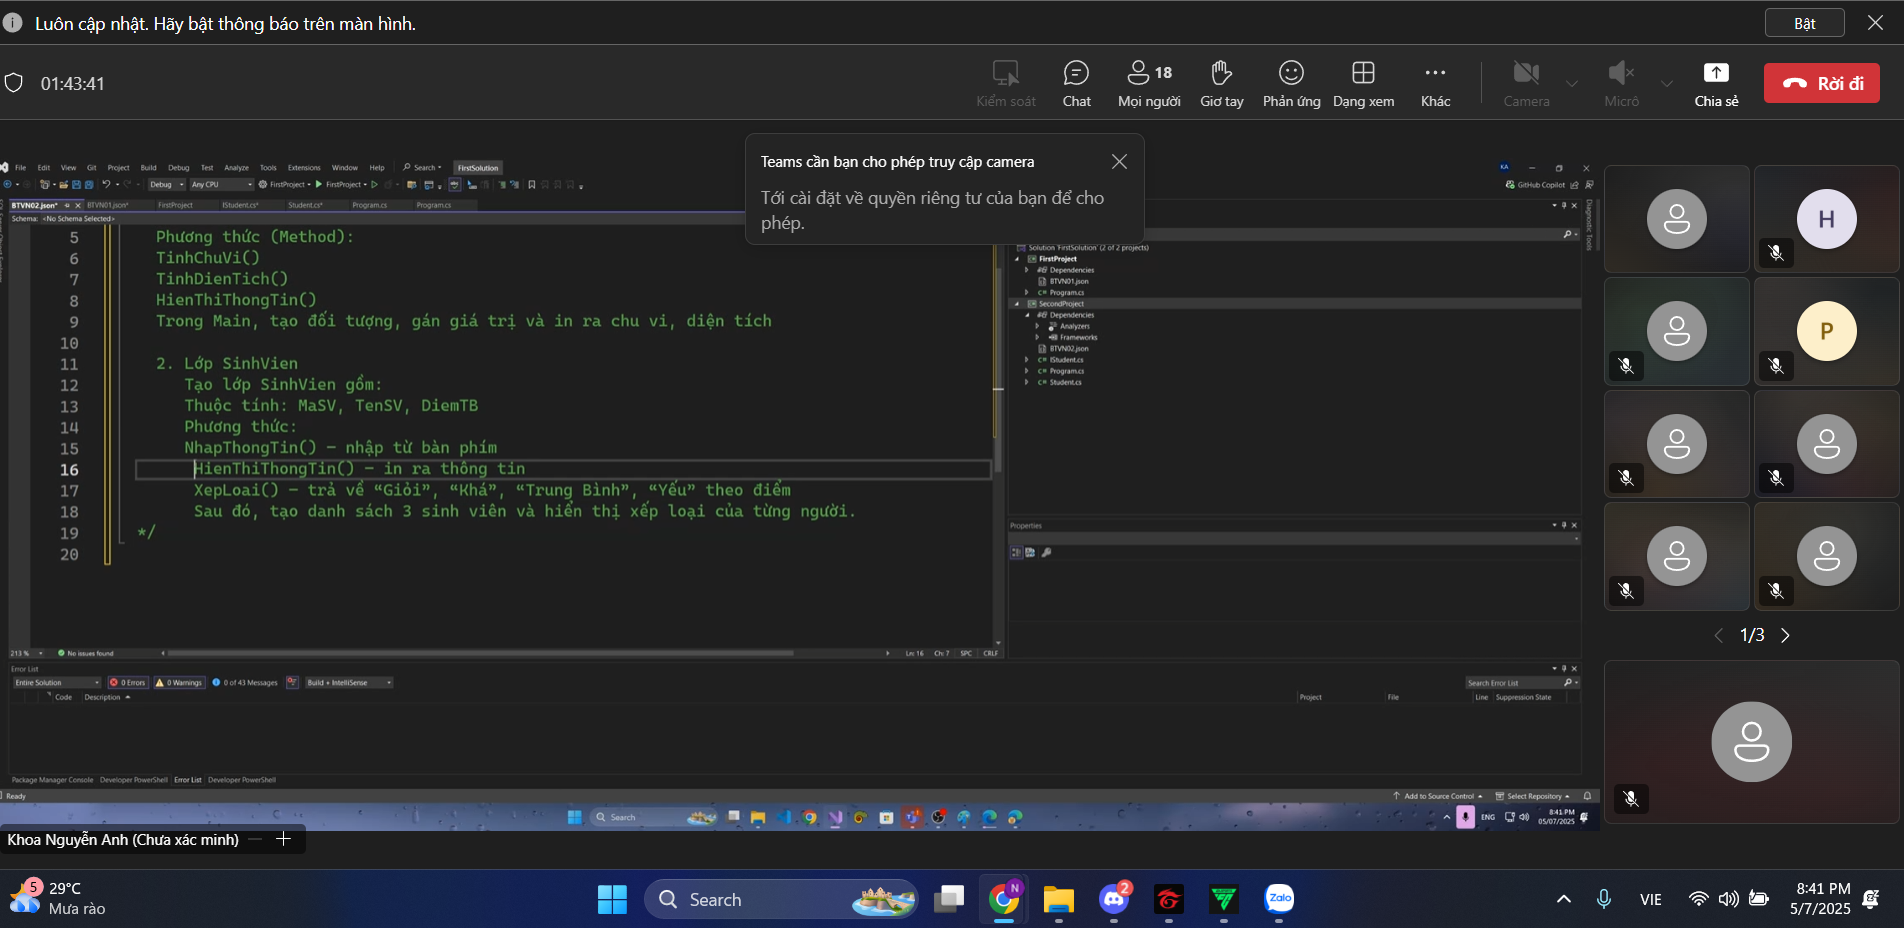 Luôn cập nhật. Hãy bật thông báo trên màn hình.
Bật
01:43:41
Kiểm soát
Chat
18
Mọi người
Giơ tay
Phản ứng
Dạng xem
Khác
Camera
Micrô
Chia sẻ
Rời đi
Teams cần bạn cho phép truy cập camera
Tới cài đặt về quyền riêng tư của bạn để cho
phép.
File Edit View Git Project Build Debug Test Analyze Tools Extensions Window Help Search FirstSolution
KA
Debug Any CPU FirstProject FirstProject
GitHub Copilot
BTVN02.json* BTVN01.json* FirstProject IStudent.cs* Student.cs* Program.cs Program.cs
Schema: <No Schema Selected>
5 Phương thức (Method):
6 TinhChuVi()
7 TinhDienTich()
8 HienThiThongTin()
9 Trong Main, tạo đối tượng, gán giá trị và in ra chu vi, diện tích
10
11 2. Lớp SinhVien
12 Tạo lớp SinhVien gồm:
13 Thuộc tính: MaSV, TenSV, DiemTB
14 Phương thức:
15 NhapThongTin() – nhập từ bàn phím
16 HienThiThongTin() – in ra thông tin
17 XepLoai() – trả về “Giỏi”, “Khá”, “Trung Bình”, “Yếu” theo điểm
18 Sau đó, tạo danh sách 3 sinh viên và hiển thị xếp loại của từng người.
19 */
20
213 % No issues found Ln: 16 Ch: 7 SPC CRLF
Solution 'FirstSolution' (2 of 2 projects)
FirstProject
Dependencies
BTVN01.json
C# Program.cs
SecondProject
Dependencies
Analyzers
Frameworks
BTVN02.json
C# IStudent.cs
C# Program.cs
C# Student.cs
Diagnostic Tools
Properties
Error List
Entire Solution 0 Errors 0 Warnings 0 of 43 Messages Build + IntelliSense
Search Error List
Code Description Project File Line Suppression State
Package Manager Console Developer PowerShell Error List Developer PowerShell
Ready
Add to Source Control Select Repository
Search
ENG
8:41 PM
05/07/2025
H
P
1/3
Khoa Nguyễn Anh (Chưa xác minh)
5
29°C
Mưa rào
Search
N
2
Zalo
VIE
8:41 PM
5/7/2025